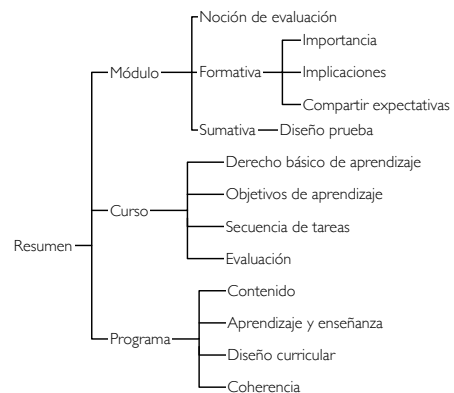 Noción de evaluación
Importancia
Módulo
Formativa
Implicaciones
Compartir expectativas
Sumativa
Diseño prueba
Derecho básico de aprendizaje
Objetivos de aprendizaje
Curso
Secuencia de tareas
Resumen
Evaluación
Contenido
Aprendizaje y enseñanza
Programa
Diseño curricular
Coherencia